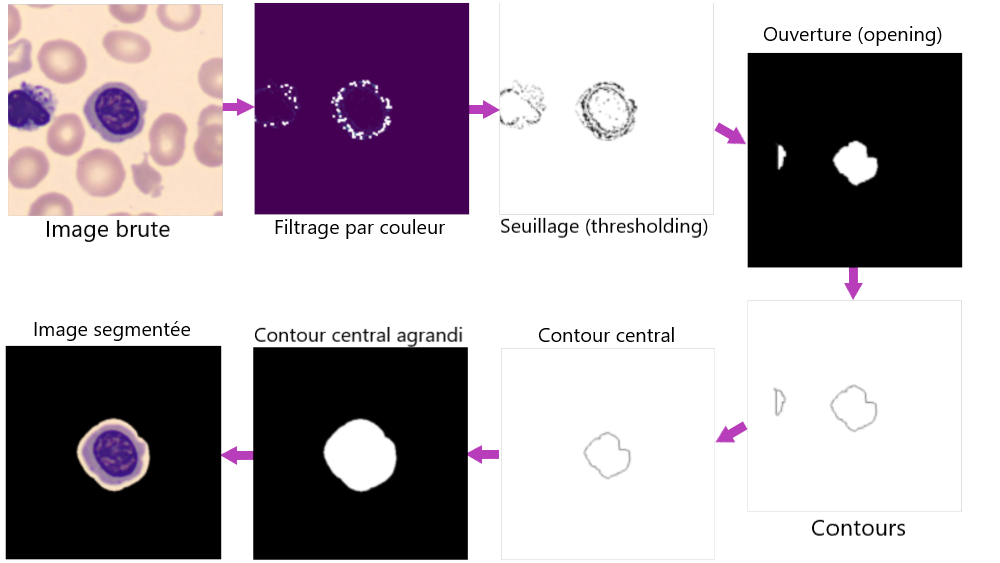 Image brute
Filtrage par couleur
Seuillage (thresholding)
Ouverture (opening)
Contours
Contour central
Contour central agrandi
Image segmentée